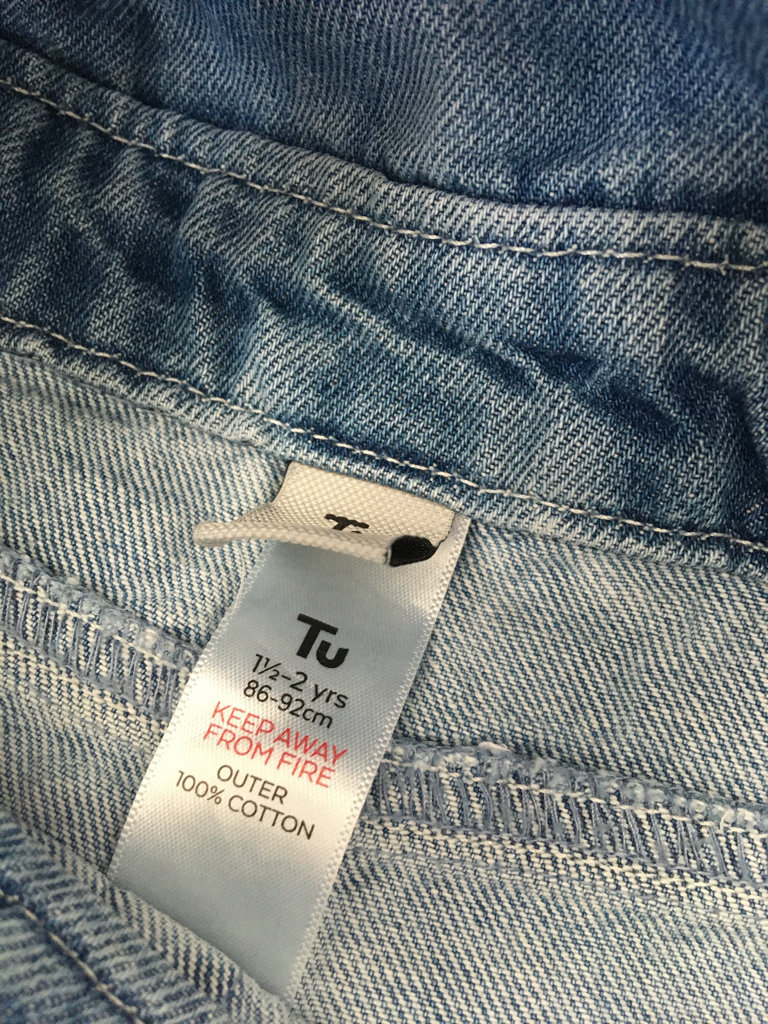 Tu
1½-2 yrs
86-92cm
KEEP AWAY
FROM FIRE
OUTER
100% COTTON